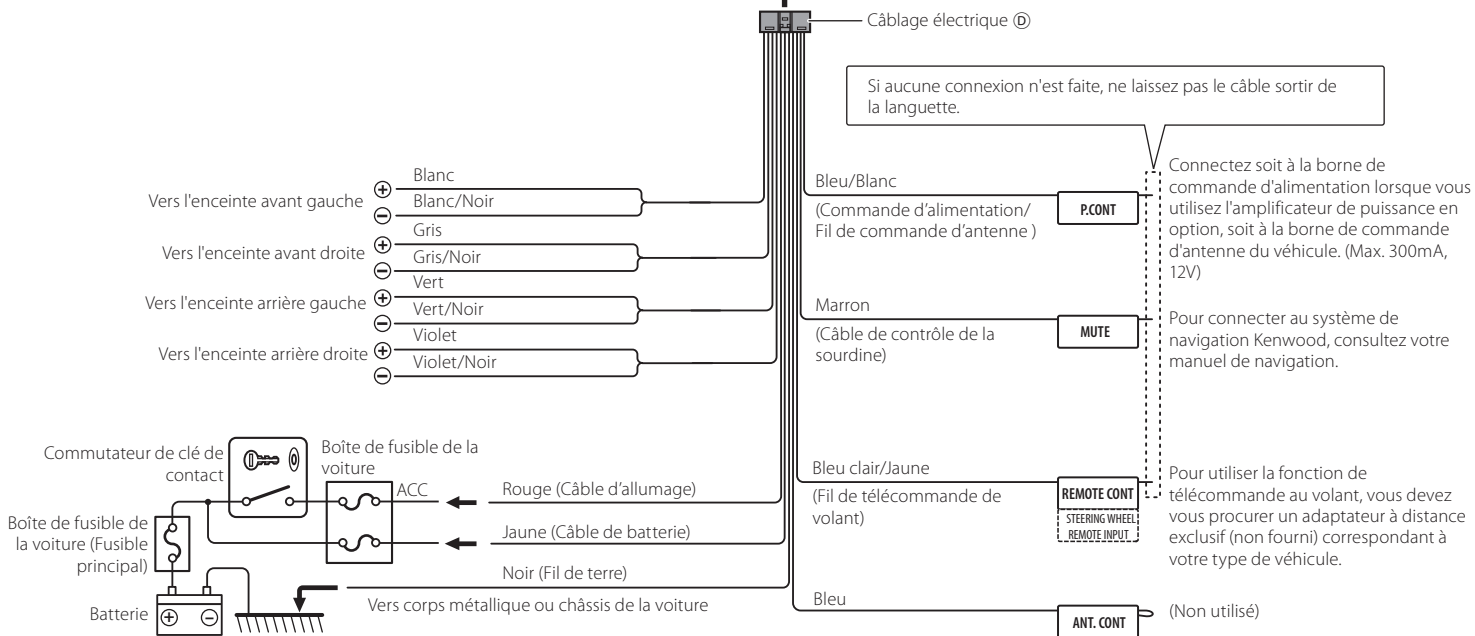 Câblage électrique Ⓓ
Si aucune connexion n'est faite, ne laissez pas le câble sortir de
la languette.
Vers l'enceinte avant gauche
⊕
Blanc
⊖
Blanc/Noir
Vers l'enceinte avant droite
⊕
Gris
⊖
Gris/Noir
Vers l'enceinte arrière gauche
⊕
Vert
⊖
Vert/Noir
Vers l'enceinte arrière droite
⊕
Violet
⊖
Violet/Noir
Bleu/Blanc
(Commande d'alimentation/
Fil de commande d'antenne )
P.CONT
Connectez soit à la borne de
commande d'alimentation lorsque vous
utilisez l'amplificateur de puissance en
option, soit à la borne de commande
d'antenne du véhicule. (Max. 300mA,
12V)
Marron
(Câble de contrôle de la
sourdine)
MUTE
Pour connecter au système de
navigation Kenwood, consultez votre
manuel de navigation.
Commutateur de clé de
contact
Boîte de fusible de la
voiture
ACC
Rouge (Câble d'allumage)
Boîte de fusible de
la voiture (Fusible
principal)
Jaune (Câble de batterie)
Noir (Fil de terre)
Batterie
⊕
⊖
Vers corps métallique ou châssis de la voiture
Bleu clair/Jaune
(Fil de télécommande de
volant)
REMOTE CONT
STEERING WHEEL
REMOTE INPUT
Pour utiliser la fonction de
télécommande au volant, vous devez
vous procurer un adaptateur à distance
exclusif (non fourni) correspondant à
votre type de véhicule.
Bleu
ANT. CONT
(Non utilisé)